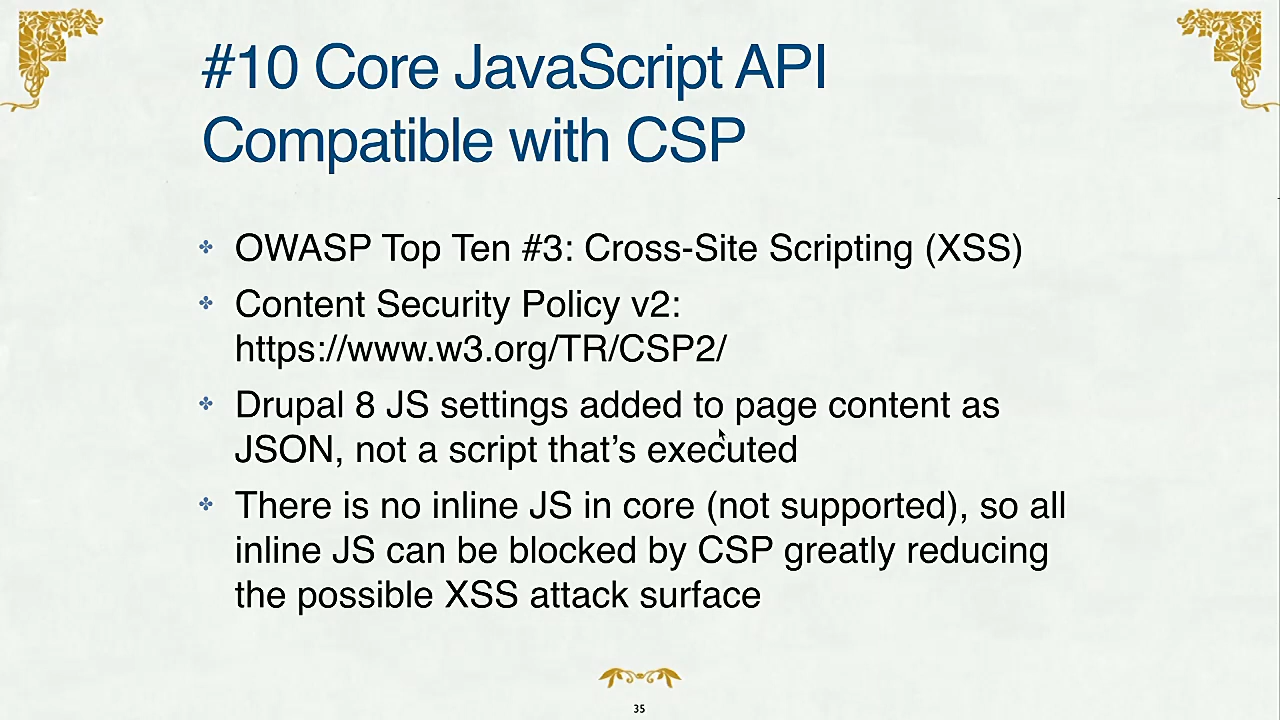 #10 Core JavaScript API
Compatible with CSP
OWASP Top Ten #3: Cross-Site Scripting (XSS)
Content Security Policy v2:
https://www.w3.org/TR/CSP2/
Drupal 8 JS settings added to page content as
JSON, not a script that’s executed
There is no inline JS in core (not supported), so all
inline JS can be blocked by CSP greatly reducing
the possible XSS attack surface
35